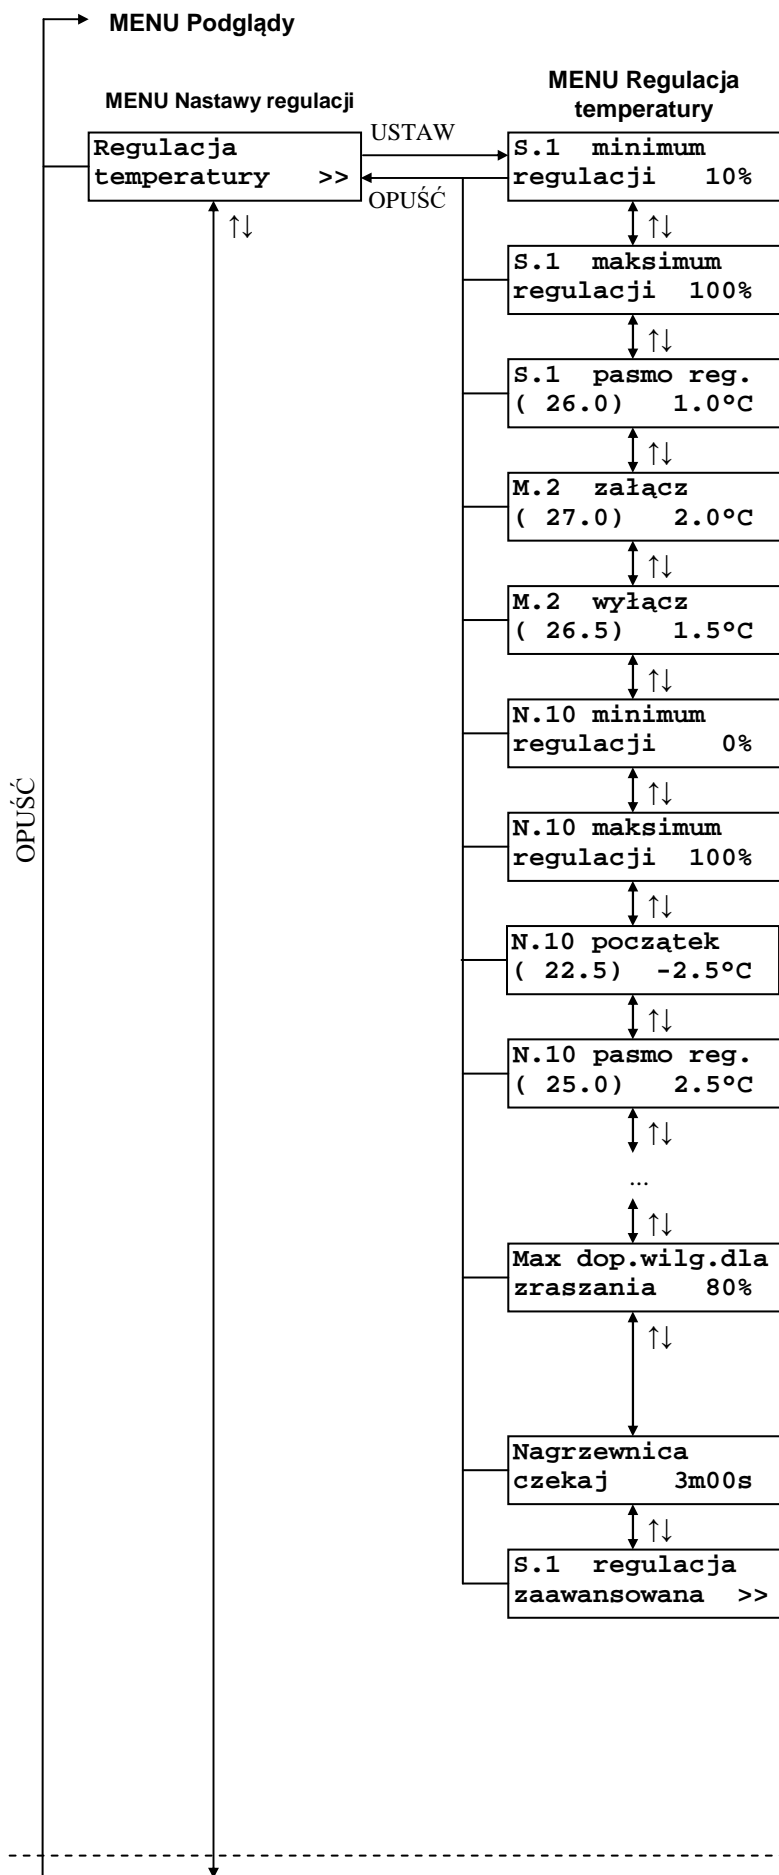 MENU Podglądy
MENU Nastawy regulacji
MENU Regulacja
temperatury
Regulacja
temperatury >>
USTAW
OPUŚĆ
↑↓
S.1 minimum
regulacji 10%
↑↓
S.1 maksimum
regulacji 100%
↑↓
S.1 pasmo reg.
( 26.0) 1.0°C
↑↓
M.2 załącz
( 27.0) 2.0°C
↑↓
M.2 wyłącz
( 26.5) 1.5°C
↑↓
N.10 minimum
regulacji 0%
↑↓
OPUŚĆ
N.10 maksimum
regulacji 100%
↑↓
N.10 początek
( 22.5) -2.5°C
↑↓
N.10 pasmo reg.
( 25.0) 2.5°C
↑↓
...
↑↓
Max dop.wilg.dla
zraszania 80%
↑↓
Nagrzewnica
czekaj 3m00s
↑↓
S.1 regulacja
zaawansowana >>